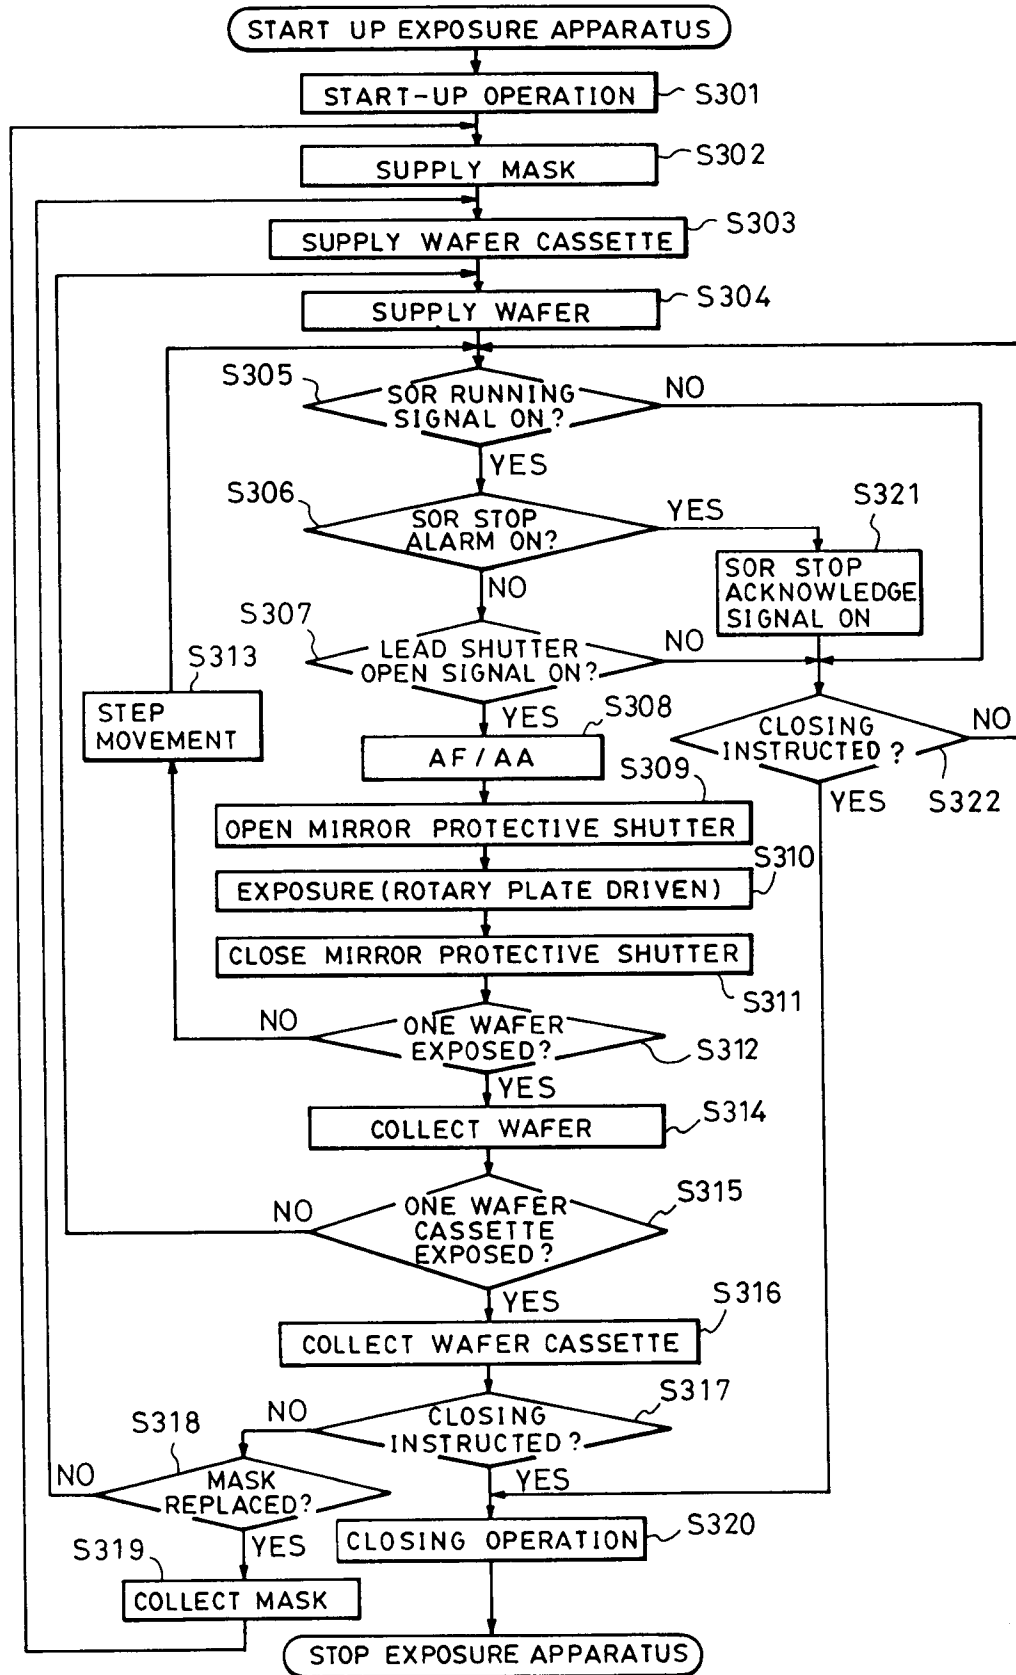 START UP EXPOSURE APPARATUS
START-UP OPERATION
S301
SUPPLY MASK
S302
SUPPLY WAFER CASSETTE
S303
SUPPLY WAFER
S304
S305
SOR RUNNING
SIGNAL ON?
NO
YES
S306
SOR STOP
ALARM ON?
YES
S321
NO
SOR STOP
ACKNOWLEDGE
SIGNAL ON
S307
LEAD SHUTTER
OPEN SIGNAL ON?
NO
S313
STEP
MOVEMENT
YES
S308
AF/AA
CLOSING
INSTRUCTED?
NO
S322
YES
S309
OPEN MIRROR PROTECTIVE SHUTTER
S310
EXPOSURE(ROTARY PLATE DRIVEN)
CLOSE MIRROR PROTECTIVE SHUTTER
S311
NO
ONE WAFER
EXPOSED?
S312
YES
COLLECT WAFER
S314
NO
ONE WAFER
CASSETTE
EXPOSED?
S315
YES
S316
COLLECT WAFER CASSETTE
S317
NO
CLOSING
INSTRUCTED?
S318
YES
NO
MASK
REPLACED?
YES
CLOSING OPERATION
S320
S319
COLLECT MASK
STOP EXPOSURE APPARATUS